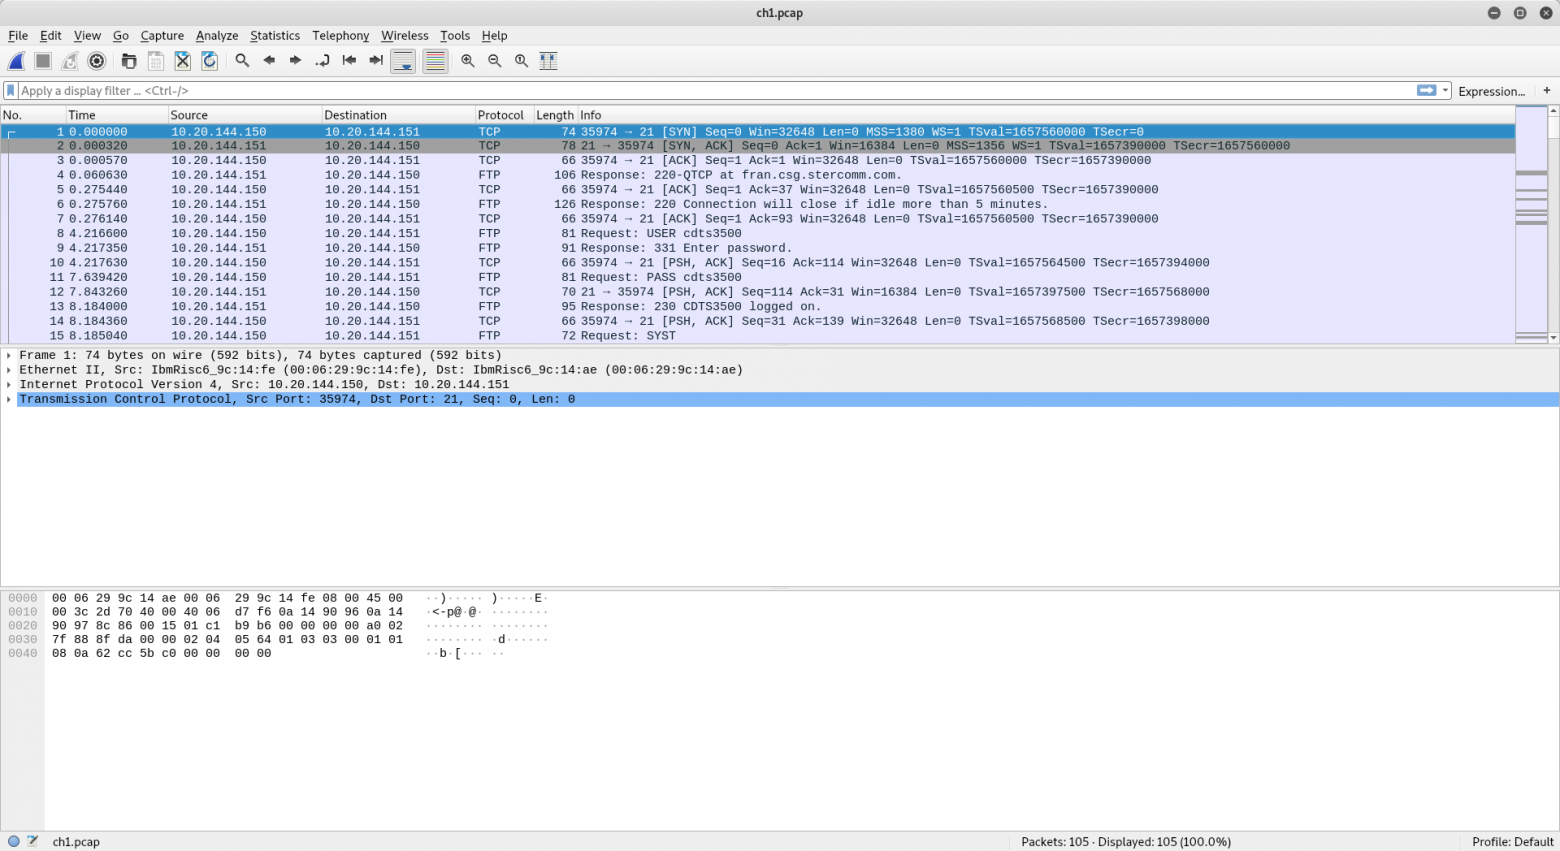 ch1.pcap
File Edit View Go Capture Analyze Statistics Telephony Wireless Tools Help
Apply a display filter ... <Ctrl-/> Expression... +
No. Time Source Destination Protocol Length Info
1 0.000000 10.20.144.150 10.20.144.151 TCP 74 35974 → 21 [SYN] Seq=0 Win=32648 Len=0 MSS=1380 WS=1 TSval=1657560000 TSecr=0
2 0.000320 10.20.144.151 10.20.144.150 TCP 78 21 → 35974 [SYN, ACK] Seq=0 Ack=1 Win=16384 Len=0 MSS=1356 WS=1 TSval=1657390000 TSecr=1657560000
3 0.000570 10.20.144.150 10.20.144.151 TCP 66 35974 → 21 [ACK] Seq=1 Ack=1 Win=32648 Len=0 TSval=1657560000 TSecr=1657390000
4 0.060630 10.20.144.151 10.20.144.150 FTP 106 Response: 220-QTCP at fran.csg.stercomm.com.
5 0.275440 10.20.144.150 10.20.144.151 TCP 66 35974 → 21 [ACK] Seq=1 Ack=37 Win=32648 Len=0 TSval=1657560500 TSecr=1657390000
6 0.275760 10.20.144.151 10.20.144.150 FTP 126 Response: 220 Connection will close if idle more than 5 minutes.
7 0.276140 10.20.144.150 10.20.144.151 TCP 66 35974 → 21 [ACK] Seq=1 Ack=93 Win=32648 Len=0 TSval=1657560500 TSecr=1657390000
8 4.216600 10.20.144.150 10.20.144.151 FTP 81 Request: USER cdts3500
9 4.217350 10.20.144.151 10.20.144.150 FTP 91 Response: 331 Enter password.
10 4.217630 10.20.144.150 10.20.144.151 TCP 66 35974 → 21 [PSH, ACK] Seq=16 Ack=114 Win=32648 Len=0 TSval=1657564500 TSecr=1657394000
11 7.639420 10.20.144.150 10.20.144.151 FTP 81 Request: PASS cdts3500
12 7.843260 10.20.144.151 10.20.144.150 TCP 70 21 → 35974 [PSH, ACK] Seq=114 Ack=31 Win=16384 Len=0 TSval=1657397500 TSecr=1657568000
13 8.184000 10.20.144.151 10.20.144.150 FTP 95 Response: 230 CDTS3500 logged on.
14 8.184360 10.20.144.150 10.20.144.151 TCP 66 35974 → 21 [PSH, ACK] Seq=31 Ack=139 Win=32648 Len=0 TSval=1657568500 TSecr=1657398000
15 8.185040 10.20.144.150 10.20.144.151 FTP 72 Request: SYST
Frame 1: 74 bytes on wire (592 bits), 74 bytes captured (592 bits)
Ethernet II, Src: IbmRisc6_9c:14:fe (00:06:29:9c:14:fe), Dst: IbmRisc6_9c:14:ae (00:06:29:9c:14:ae)
Internet Protocol Version 4, Src: 10.20.144.150, Dst: 10.20.144.151
Transmission Control Protocol, Src Port: 35974, Dst Port: 21, Seq: 0, Len: 0
0000 00 06 29 9c 14 ae 00 06 29 9c 14 fe 08 00 45 00 ··)····· )·····E·
0010 00 3c 2d 70 40 00 40 06 d7 f6 0a 14 90 96 0a 14 ·<-p@·@· ········
0020 90 97 8c 86 00 15 01 c1 b9 b6 00 00 00 00 a0 02 ········ ········
0030 7f 88 8f da 00 00 02 04 05 64 01 03 03 00 01 01 ········ ·d······
0040 08 0a 62 cc 5b c0 00 00 00 00 ··b·[··· ··
ch1.pcap Packets: 105 · Displayed: 105 (100.0%) Profile: Default